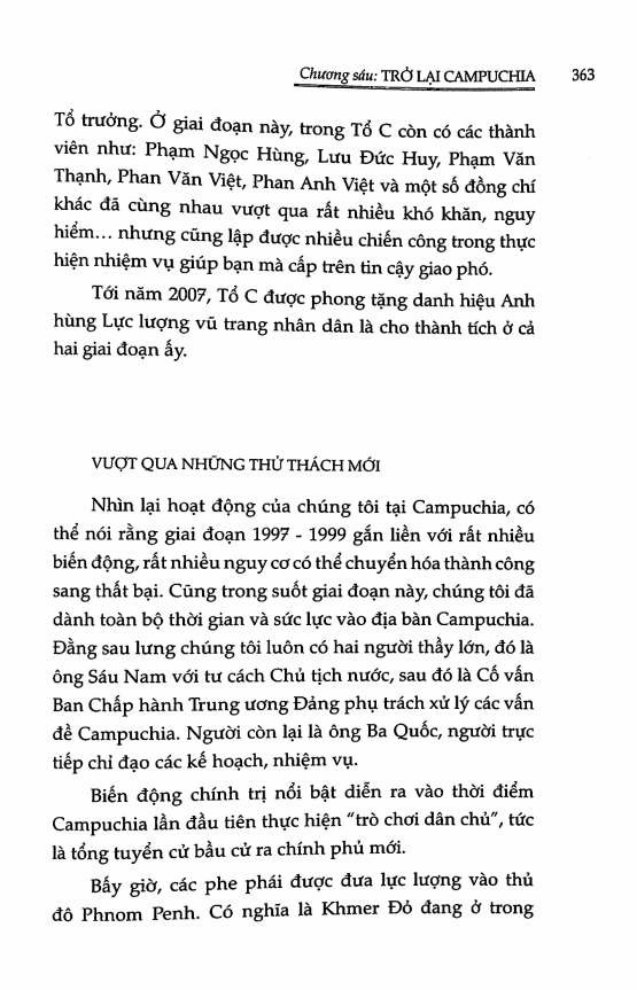 Chương sáu: TRỞ LẠI CAMPUCHIA 363
Tổ trưởng. Ở giai đoạn này, trong Tổ C còn có các thành
viên như: Phạm Ngọc Hùng, Lưu Đức Huy, Phạm Văn
Thạnh, Phan Văn Việt, Phan Anh Việt và một số đồng chí
khác đã cùng nhau vượt qua rất nhiều khó khăn, nguy
hiểm... nhưng cũng lập được nhiều chiến công trong thực
hiện nhiệm vụ giúp bạn mà cấp trên tin cậy giao phó.
Tới năm 2007, Tổ C được phong tặng danh hiệu Anh
hùng Lực lượng vũ trang nhân dân là cho thành tích ở cả
hai giai đoạn ấy.
VƯỢT QUA NHỮNG THỬ THÁCH MỚI
Nhìn lại hoạt động của chúng tôi tại Campuchia, có
thể nói rằng giai đoạn 1997 - 1999 gắn liền với rất nhiều
biến động, rất nhiều nguy cơ có thể chuyển hóa thành công
sang thất bại. Cũng trong suốt giai đoạn này, chúng tôi đã
dành toàn bộ thời gian và sức lực vào địa bàn Campuchia.
Đằng sau lưng chúng tôi luôn có hai người thầy lớn, đó là
ông Sáu Nam với tư cách Chủ tịch nước, sau đó là Cố vấn
Ban Chấp hành Trung ương Đảng phụ trách xử lý các vấn
đề Campuchia. Người còn lại là ông Ba Quốc, người trực
tiếp chỉ đạo các kế hoạch, nhiệm vụ.
Biến động chính trị nổi bật diễn ra vào thời điểm
Campuchia lần đầu tiên thực hiện "trò chơi dân chủ", tức
là tổng tuyển cử bầu cử ra chính phủ mới.
Bấy giờ, các phe phái được đưa lực lượng vào thủ
đô Phnom Penh. Có nghĩa là Khmer Đỏ đang ở trong